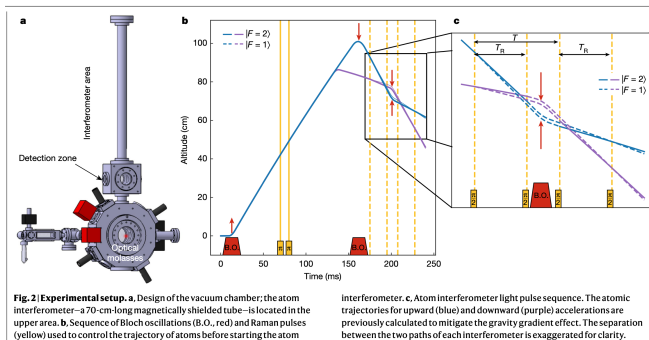 a
b
c
Interferometer area
Detection zone
Optical
molasses
|F = 2⟩
|F = 1⟩
100
80
60
40
20
0
Altitude (cm)
B.O.
π
π
B.O.
0
50
100
150
200
250
Time (ms)
T
T_R
T_R
|F = 2⟩
|F = 1⟩
π/2
π/2
B.O.
π/2
π/2
Fig. 2 | Experimental setup. a, Design of the vacuum chamber; the atom
interferometer—a 70-cm-long magnetically shielded tube—is located in the
upper area. b, Sequence of Bloch oscillations (B.O., red) and Raman pulses
(yellow) used to control the trajectory of atoms before starting the atom
interferometer. c, Atom interferometer light pulse sequence. The atomic
trajectories for upward (blue) and downward (purple) accelerations are
previously calculated to mitigate the gravity gradient effect. The separation
between the two paths of each interferometer is exaggerated for clarity.